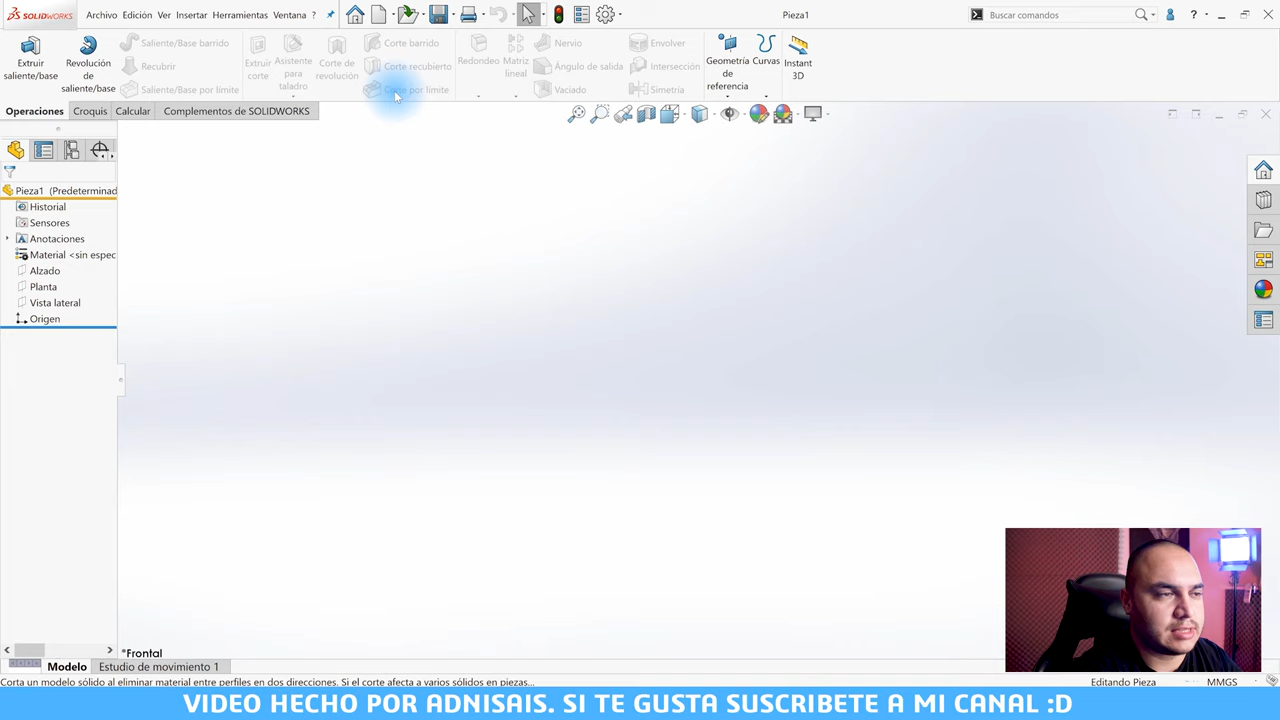 SOLIDWORKS
Archivo Edición Ver Insertar Herramientas Ventana ?
Pieza1
Buscar comandos
?
Extruir saliente/base
Revolución de saliente/base
Saliente/Base barrido
Recubrir
Saliente/Base por límite
Extruir corte
Asistente para taladro
Corte de revolución
Corte barrido
Corte recubierto
Corte por límite
Redondeo
Matriz lineal
Nervio
Ángulo de salida
Vaciado
Envolver
Intersección
Simetría
Geometría de referencia
Curvas
Instant 3D
Operaciones Croquis Calcular Complementos de SOLIDWORKS
Pieza1 (Predeterminad
Historial
Sensores
Anotaciones
Material <sin espec
Alzado
Planta
Vista lateral
Origen
*Frontal
Modelo Estudio de movimiento 1
Corta un modelo sólido al eliminar material entre perfiles en dos direcciones. Si el corte afecta a varios sólidos en piezas...
Editando Pieza MMGS
VIDEO HECHO POR ADNISAIS. SI TE GUSTA SUSCRIBETE A MI CANAL :D